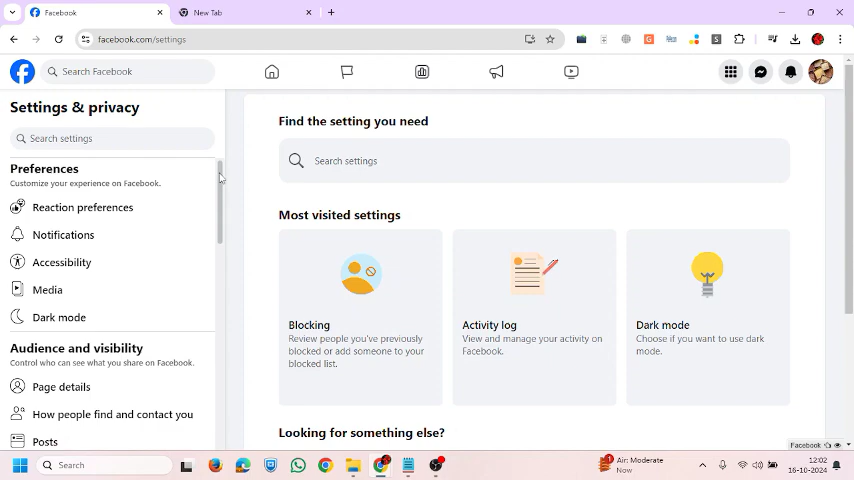 Facebook
New Tab
facebook.com/settings
Search Facebook
Settings & privacy
Search settings
Preferences
Customize your experience on Facebook.
Reaction preferences
Notifications
Accessibility
Media
Dark mode
Audience and visibility
Control who can see what you share on Facebook.
Page details
How people find and contact you
Posts
Find the setting you need
Search settings
Most visited settings
Blocking
Review people you've previously
blocked or add someone to your
blocked list.
Activity log
View and manage your activity on
Facebook.
Dark mode
Choose if you want to use dark
mode.
Looking for something else?
Facebook
Search
1
Air: Moderate
Now
12:02
16-10-2024